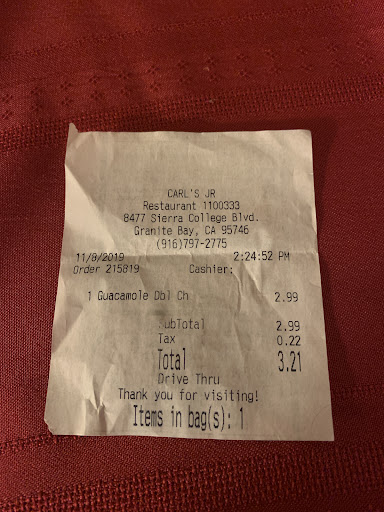 CARL'S JR
Restaurant 1100333
8477 Sierra College Blvd.
Granite Bay, CA 95746
(916)797-2775
11/8/2019 2:24:52 PM
Order 215819 Cashier:
1 Guacamole Dbl Ch 2.99
SubTotal 2.99
Tax 0.22
Total 3.21
Drive Thru
Thank you for visiting!
Items in bag(s): 1